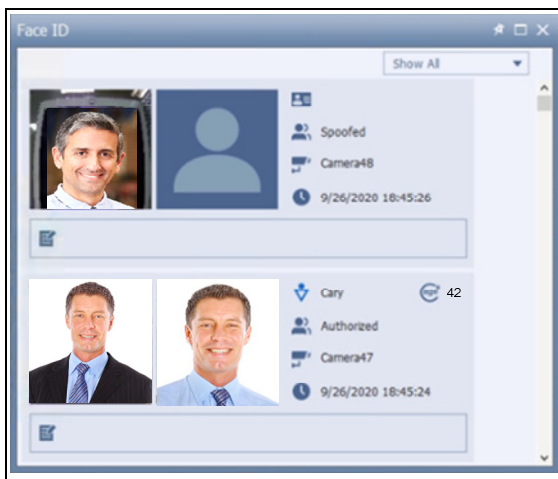 Face ID
Show All
Spoofed
Camera48
9/26/2020 18:45:26
Cary 42
Authorized
Camera47
9/26/2020 18:45:24